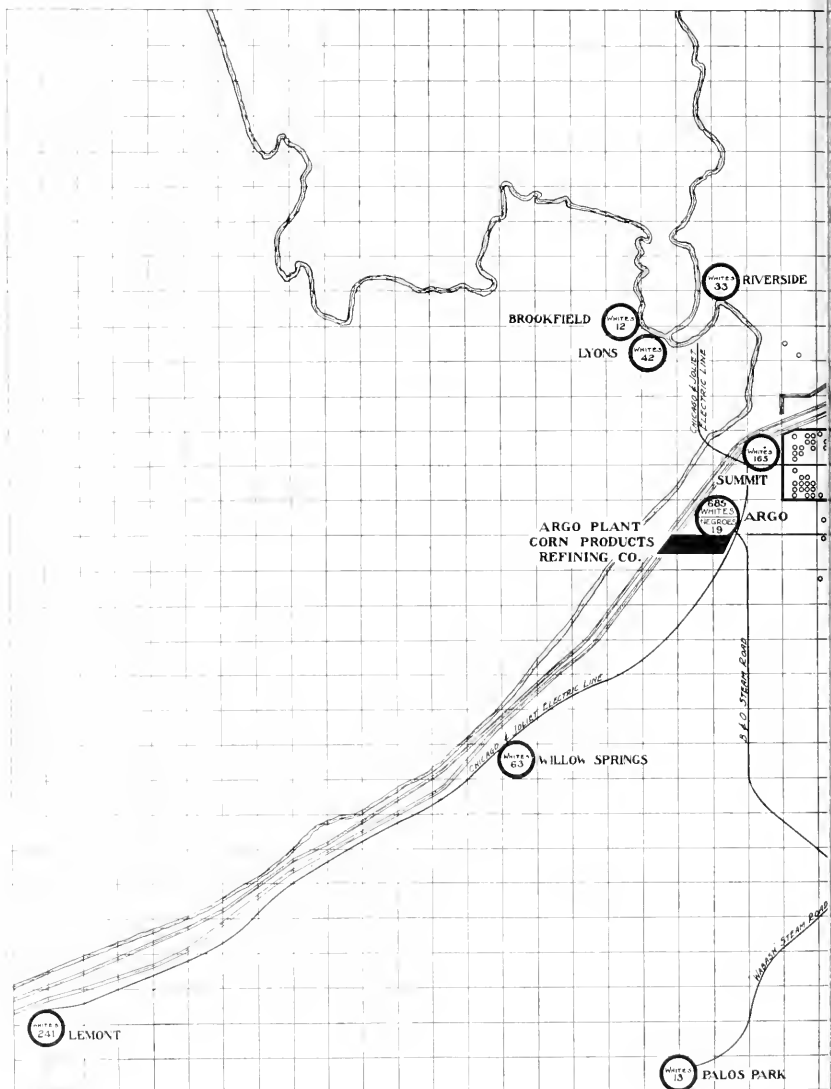 WHITES
33
RIVERSIDE
BROOKFIELD
WHITES
12
LYONS
WHITES
42
CHICAGO & JOLIET
ELECTRIC LINE
WHITES
163
SUMMIT
685
WHITES
NEGROES
19
ARGO
ARGO PLANT
CORN PRODUCTS
REFINING CO.
B & O STEAM ROAD
CHICAGO & JOLIET ELECTRIC LINE
WHITES
63
WILLOW SPRINGS
WABASH STEAM ROAD
WHITES
241
LEMONT
WHITES
13
PALOS PARK